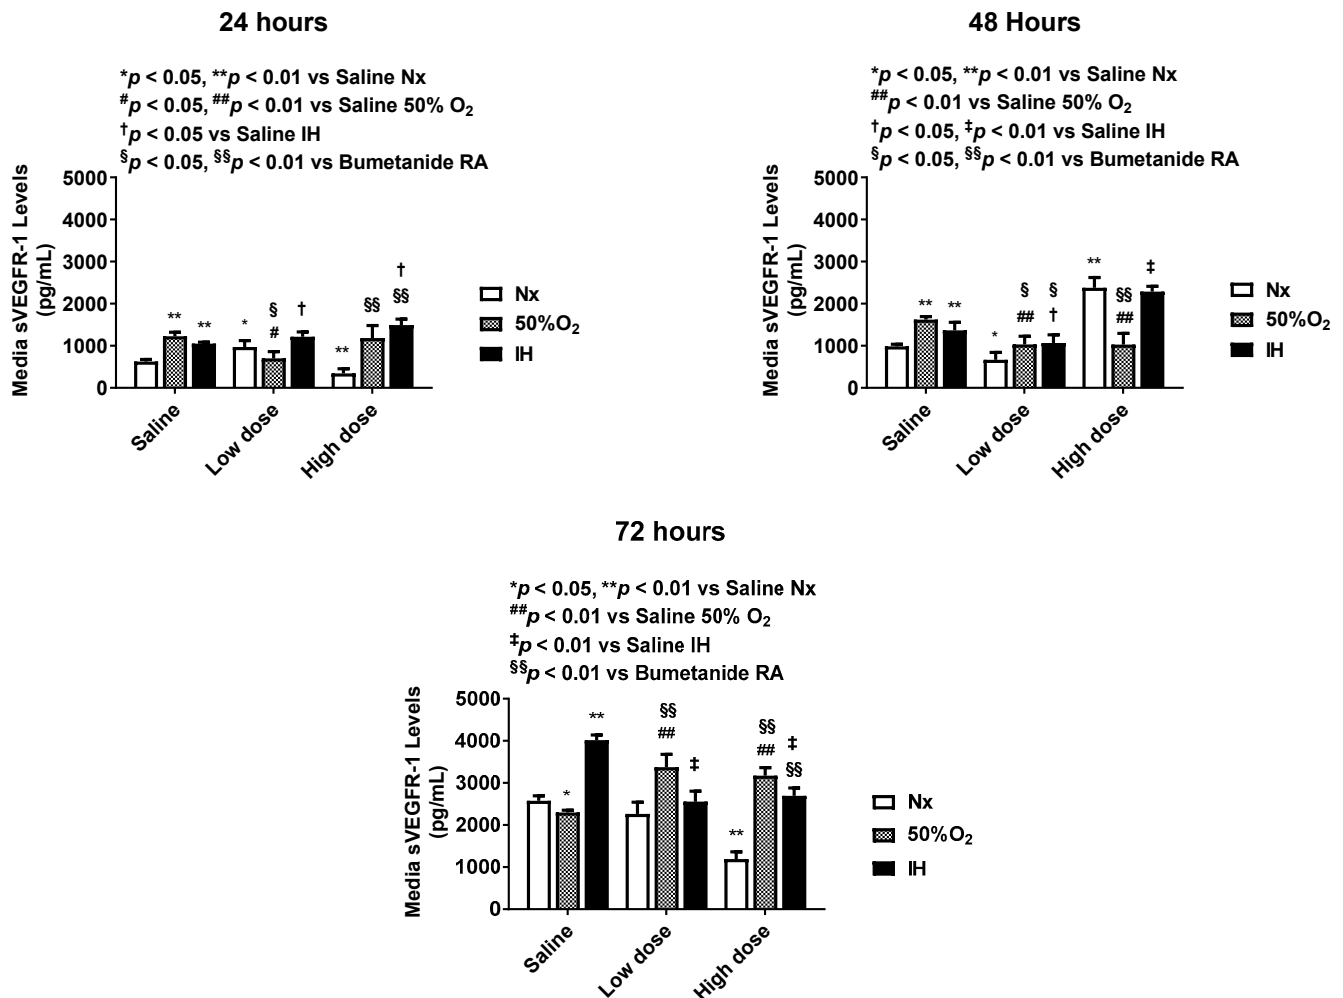 24 hours
*p < 0.05, **p < 0.01 vs Saline Nx
#p < 0.05, ##p < 0.01 vs Saline 50% O2
†p < 0.05 vs Saline IH
§p < 0.05, §§p < 0.01 vs Bumetanide RA
Media sVEGFR-1 Levels
(pg/mL)
5000
4000
3000
2000
1000
0
** ** * § # † ** §§ † §§
Saline
Low dose
High dose
Nx
50%O2
IH
48 Hours
*p < 0.05, **p < 0.01 vs Saline Nx
##p < 0.01 vs Saline 50% O2
†p < 0.05, ‡p < 0.01 vs Saline IH
§p < 0.05, §§p < 0.01 vs Bumetanide RA
Media sVEGFR-1 Levels
(pg/mL)
5000
4000
3000
2000
1000
0
** ** * § ## § † ** §§ ## ‡
Saline
Low dose
High dose
Nx
50%O2
IH
72 hours
*p < 0.05, **p < 0.01 vs Saline Nx
##p < 0.01 vs Saline 50% O2
‡p < 0.01 vs Saline IH
§§p < 0.01 vs Bumetanide RA
Media sVEGFR-1 Levels
(pg/mL)
5000
4000
3000
2000
1000
0
* ** §§ ## ‡ ** §§ ## ‡ §§
Saline
Low dose
High dose
Nx
50%O2
IH